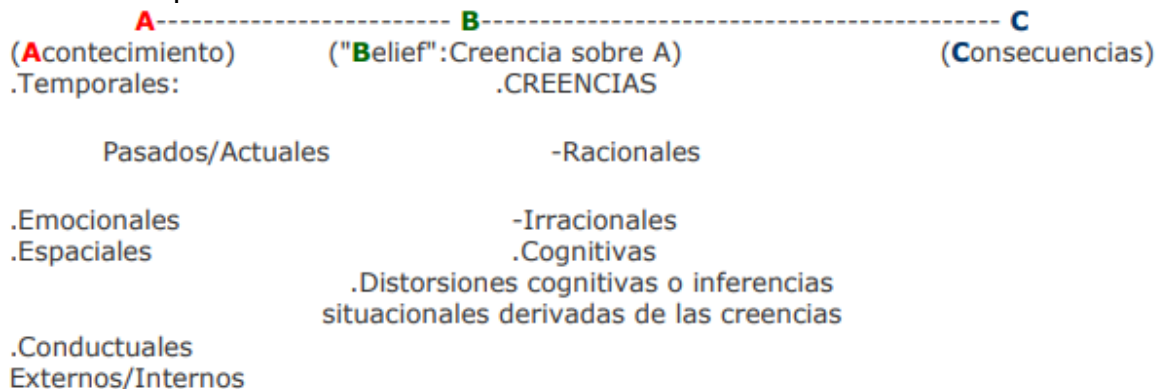 A------------------------- B-------------------------------------------- C
(Acontecimiento) ("Belief":Creencia sobre A) (Consecuencias)
.Temporales: .CREENCIAS
Pasados/Actuales -Racionales
.Emocionales -Irracionales
.Espaciales .Cognitivas
.Distorsiones cognitivas o inferencias
situacionales derivadas de las creencias
.Conductuales
Externos/Internos